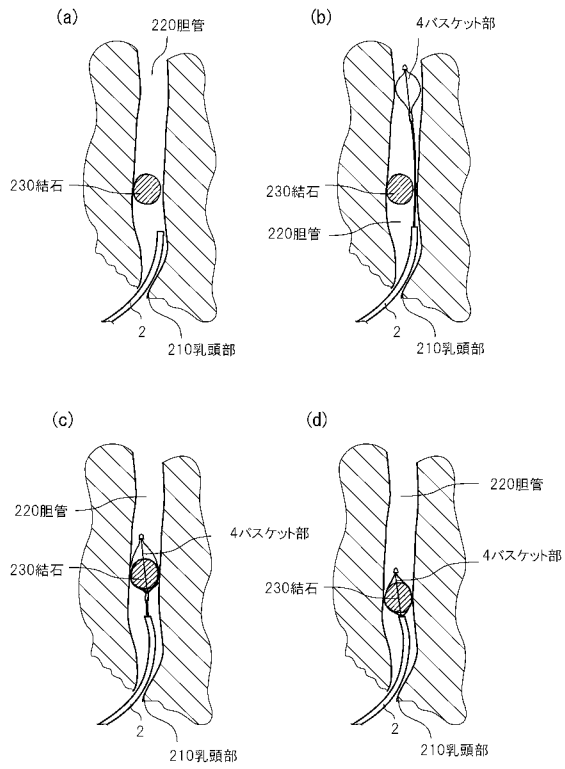 (a)
220胆管
230結石
2
210乳頭部
(b)
4バスケット部
230結石
220胆管
2
210乳頭部
(c)
220胆管
4バスケット部
230結石
2
210乳頭部
(d)
220胆管
4バスケット部
230結石
2
210乳頭部